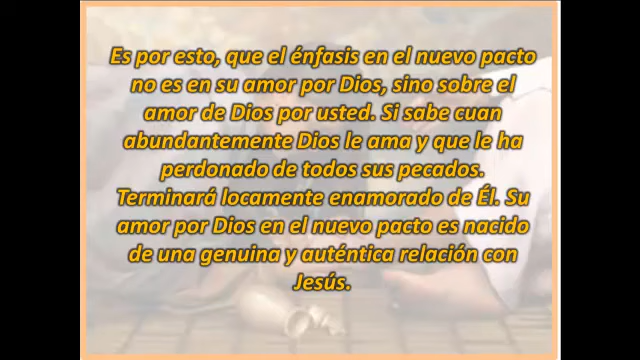 Es por esto, que el énfasis en el nuevo pacto
no es en su amor por Dios, sino sobre el
amor de Dios por usted. Si sabe cuan
abundantemente Dios le ama y que le ha
perdonado de todos sus pecados.
Terminará locamente enamorado de Él. Su
amor por Dios en el nuevo pacto es nacido
de una genuina y auténtica relación con
Jesús.